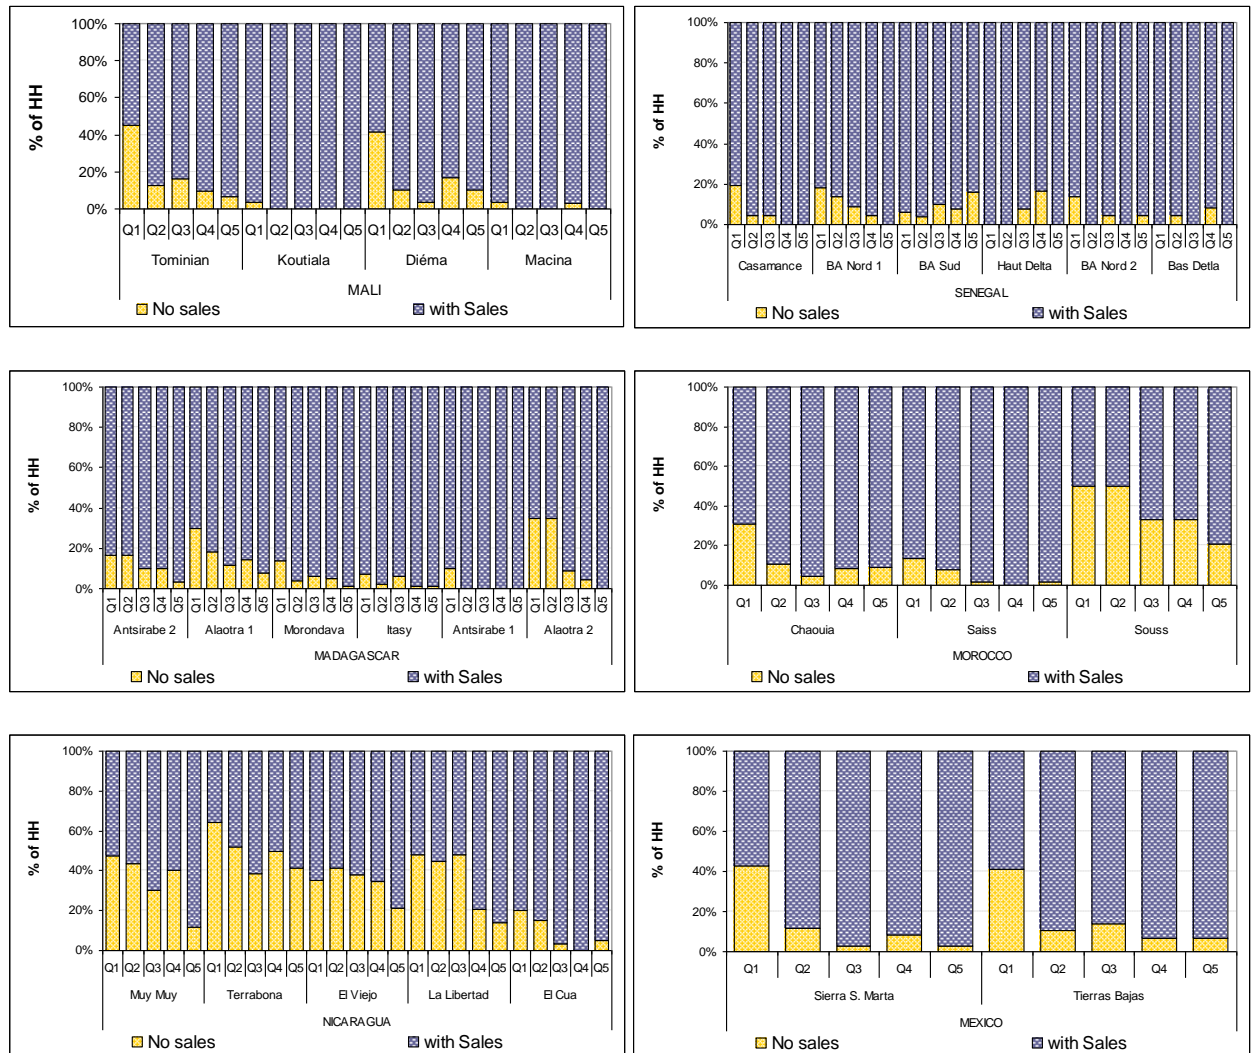 100%
80%
60%
40%
20%
0%
% of HH
Q1 Q2 Q3 Q4 Q5 Q1 Q2 Q3 Q4 Q5 Q1 Q2 Q3 Q4 Q5 Q1 Q2 Q3 Q4 Q5
Tominian Koutiala Diéma Macina
MALI
No sales with Sales
100%
80%
60%
40%
20%
0%
% of HH
Q1 Q2 Q3 Q4 Q5 Q1 Q2 Q3 Q4 Q5 Q1 Q2 Q3 Q4 Q5 Q1 Q2 Q3 Q4 Q5 Q1 Q2 Q3 Q4 Q5 Q1 Q2 Q3 Q4 Q5
Casamance BA Nord 1 BA Sud Haut Delta BA Nord 2 Bas Detla
SENEGAL
No sales with Sales
100%
80%
60%
40%
20%
0%
% of HH
Q1 Q2 Q3 Q4 Q5 Q1 Q2 Q3 Q4 Q5 Q1 Q2 Q3 Q4 Q5 Q1 Q2 Q3 Q4 Q5 Q1 Q2 Q3 Q4 Q5 Q1 Q2 Q3 Q4 Q5
Antsirabe 2 Alaotra 1 Morondava Itasy Antsirabe 1 Alaotra 2
MADAGASCAR
No sales with Sales
100%
80%
60%
40%
20%
0%
% of HH
Q1 Q2 Q3 Q4 Q5 Q1 Q2 Q3 Q4 Q5 Q1 Q2 Q3 Q4 Q5
Chaouia Saiss Souss
MOROCCO
No sales with Sales
100%
80%
60%
40%
20%
0%
% of HH
Q1 Q2 Q3 Q4 Q5 Q1 Q2 Q3 Q4 Q5 Q1 Q2 Q3 Q4 Q5 Q1 Q2 Q3 Q4 Q5 Q1 Q2 Q3 Q4 Q5
Muy Muy Terrabona El Viejo La Libertad El Cua
NICARAGUA
No sales with Sales
100%
80%
60%
40%
20%
0%
% of HH
Q1 Q2 Q3 Q4 Q5 Q1 Q2 Q3 Q4 Q5
Sierra S. Marta Tierras Bajas
MEXICO
No sales with Sales